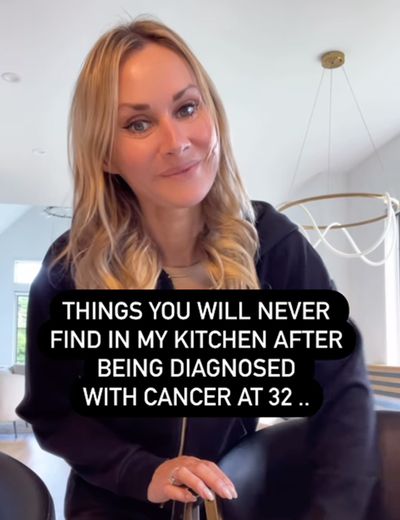 THINGS YOU WILL NEVER
FIND IN MY KITCHEN AFTER
BEING DIAGNOSED
WITH CANCER AT 32 ..